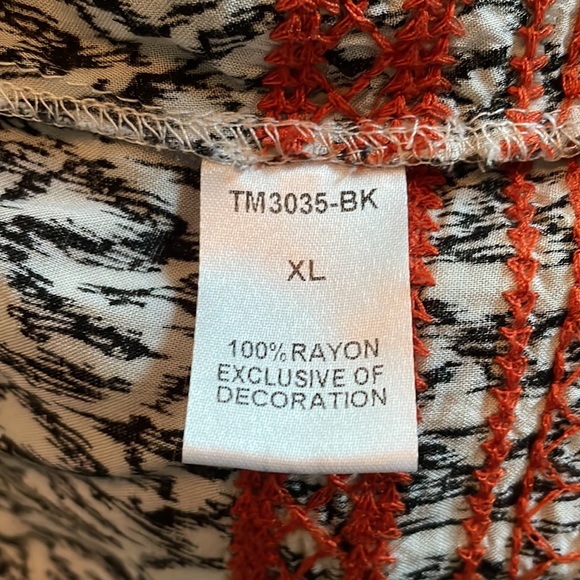 TM3035-BK
XL
100% RAYON
EXCLUSIVE OF
DECORATION